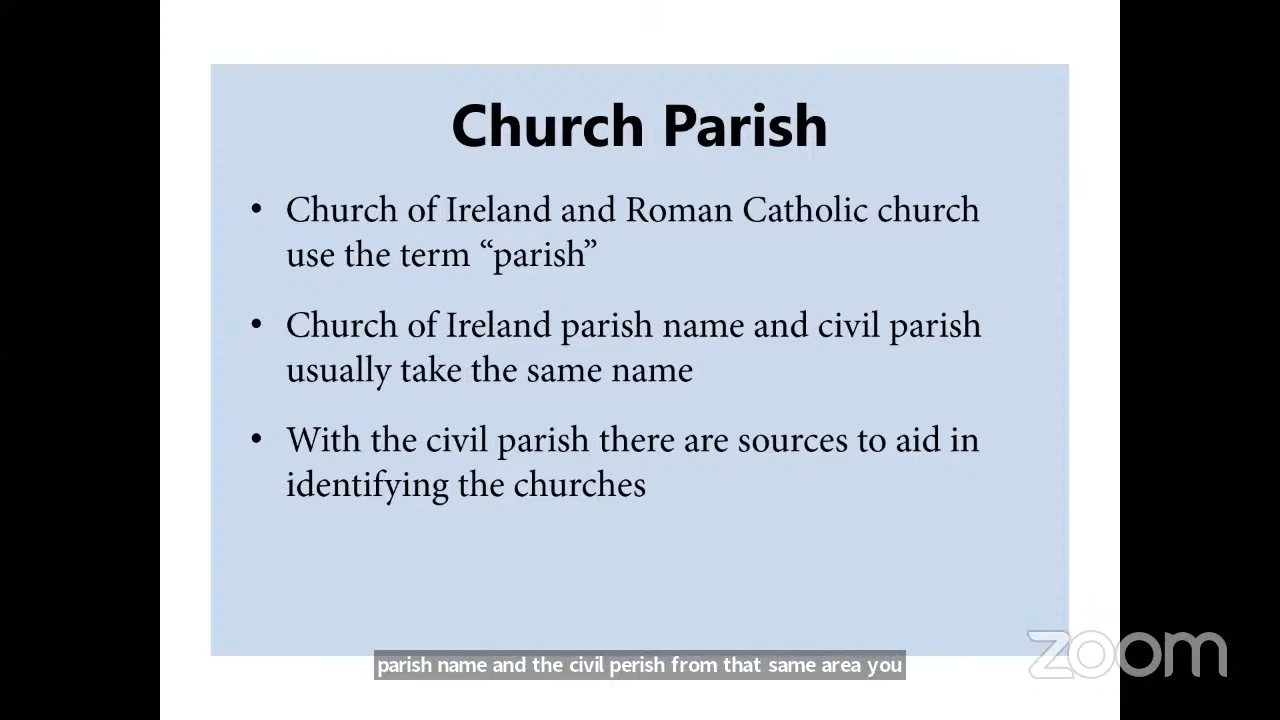 Church Parish
• Church of Ireland and Roman Catholic church
use the term “parish”
• Church of Ireland parish name and civil parish
usually take the same name
• With the civil parish there are sources to aid in
identifying the churches
parish name and the civil perish from that same area you
zoom